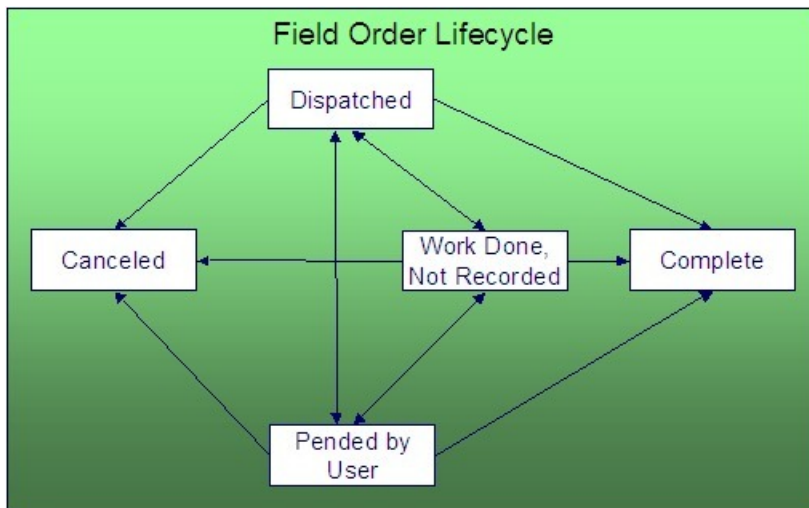 Field Order Lifecycle
Dispatched
Canceled
Work Done,
Not Recorded
Complete
Pended by
User